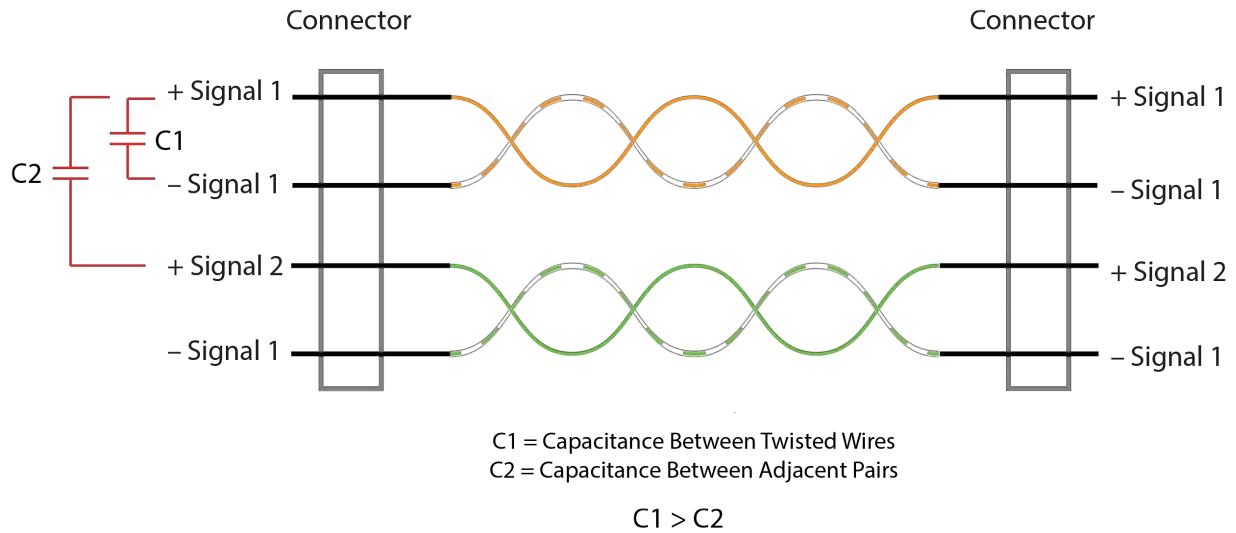 Connector
Connector
+ Signal 1
+ Signal 1
C1
C2
– Signal 1
– Signal 1
+ Signal 2
+ Signal 2
– Signal 1
– Signal 1
C1 = Capacitance Between Twisted Wires
C2 = Capacitance Between Adjacent Pairs
C1 > C2